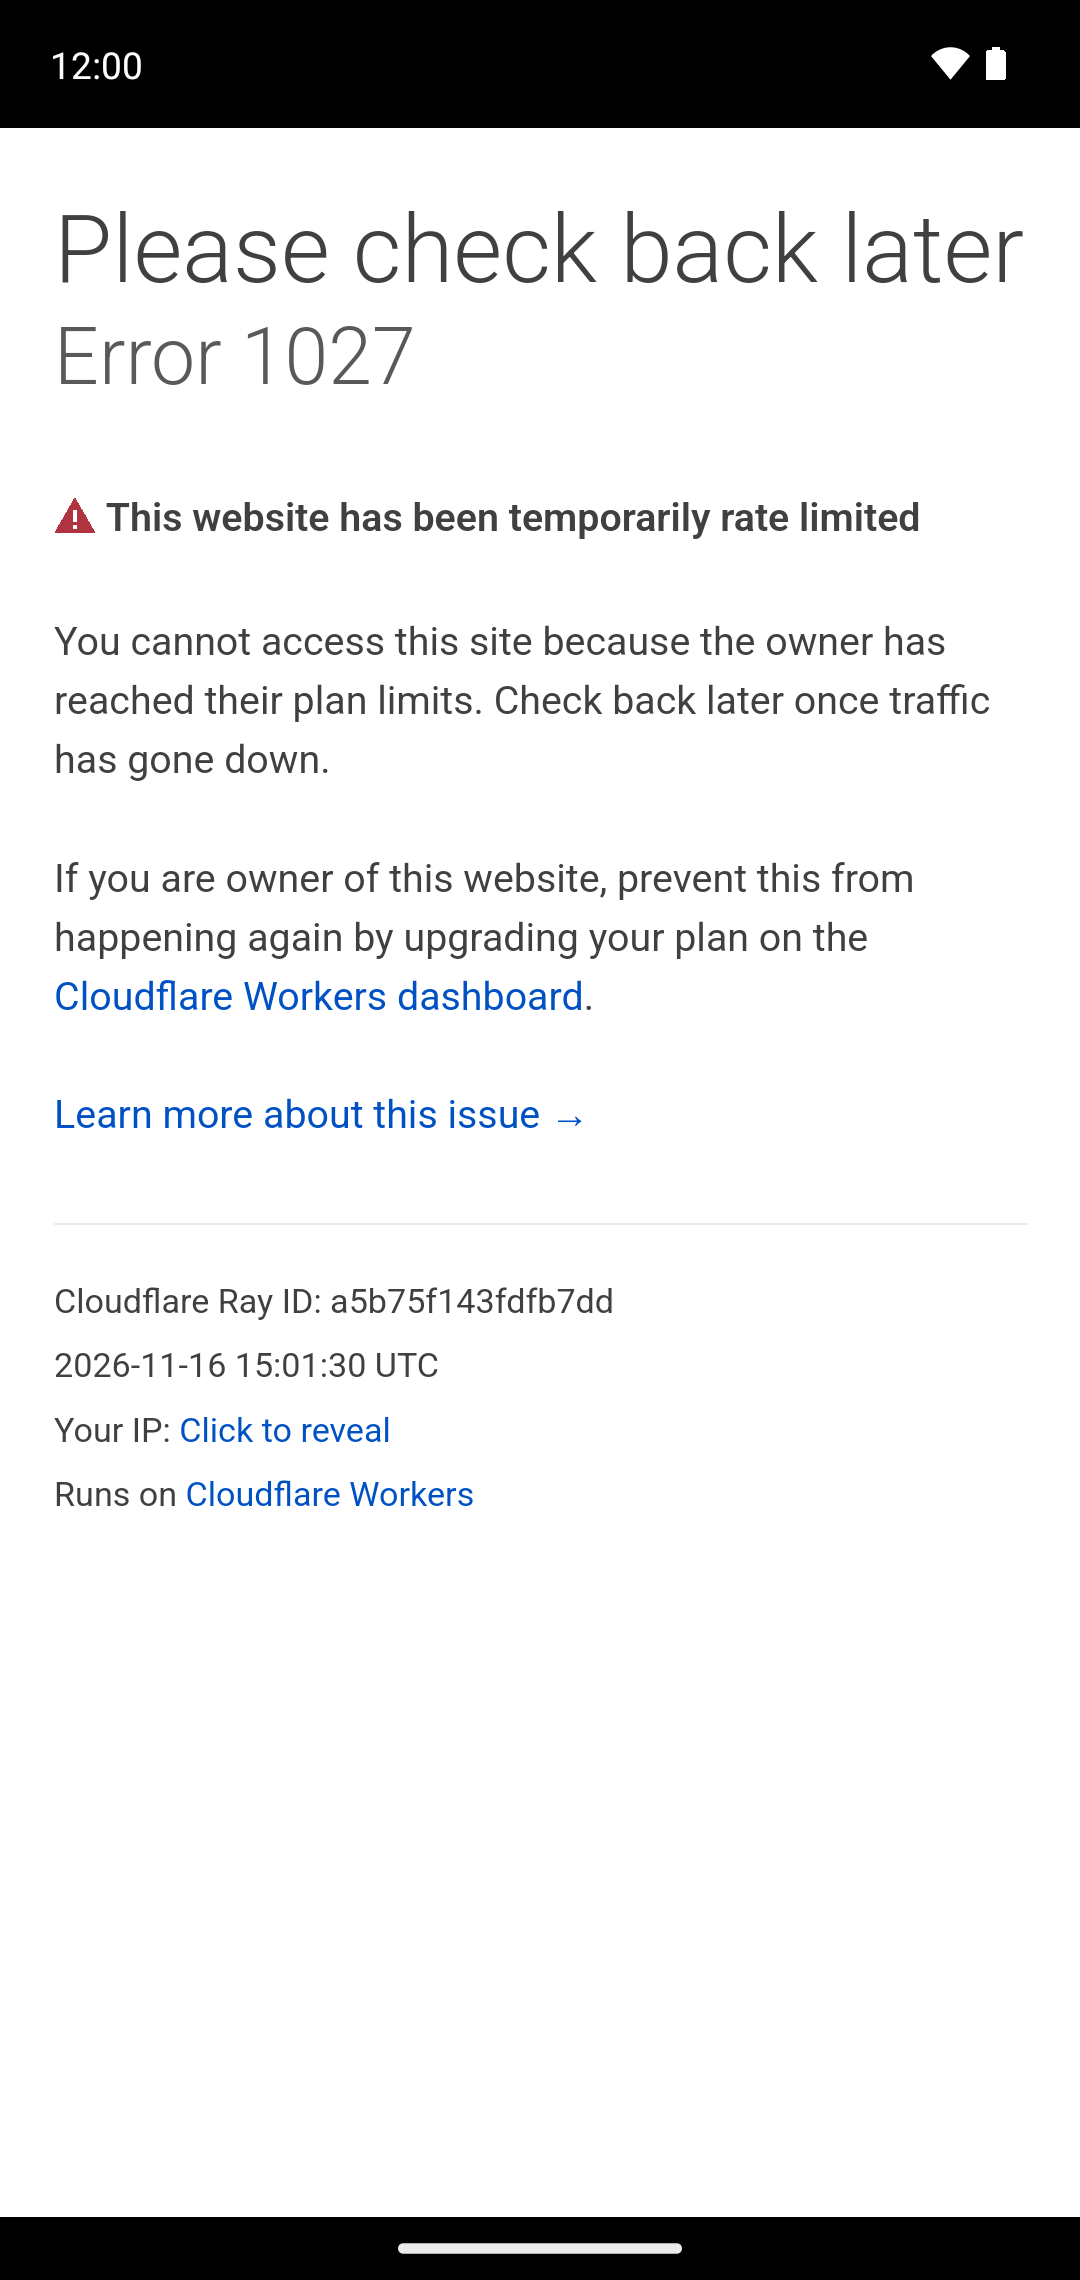 12:00
Please check back later
Error 1027
This website has been temporarily rate limited
You cannot access this site because the owner has
reached their plan limits. Check back later once traffic
has gone down.
If you are owner of this website, prevent this from
happening again by upgrading your plan on the
Cloudflare Workers dashboard.
Learn more about this issue →
Cloudflare Ray ID: a5b75f143fdfb7dd
2026-11-16 15:01:30 UTC
Your IP: Click to reveal
Runs on Cloudflare Workers